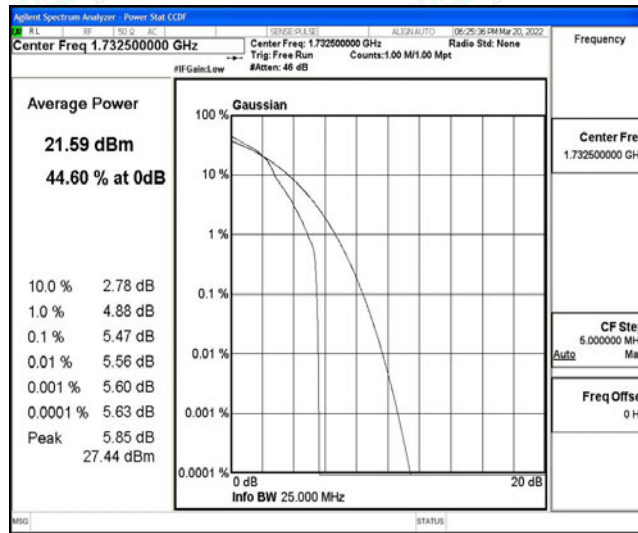 Agilent Spectrum Analyzer - Power Stat CCDF
RL RF 50 Ω AC SENSE:PULSE ALIGN AUTO 06:25:36 PM Mar 20, 2022
Center Freq 1.732500000 GHz
Center Freq: 1.732500000 GHz Radio Std: None
Trig: Free Run Counts:1.00 M/1.00 Mpt
#IFGain:Low #Atten: 46 dB
Frequency
Average Power
21.59 dBm
44.60 % at 0dB
10.0 % 2.78 dB
1.0 % 4.88 dB
0.1 % 5.47 dB
0.01 % 5.56 dB
0.001 % 5.60 dB
0.0001 % 5.63 dB
Peak 5.85 dB
27.44 dBm
Gaussian
100 %
10 %
1 %
0.1 %
0.01 %
0.001 %
0.0001 %
0 dB 20 dB
Info BW 25.000 MHz
Center Fre
1.732500000 GH
CF Ste
5.000000 MH
Auto Ma
Freq Offse
0 H
MSG STATUS